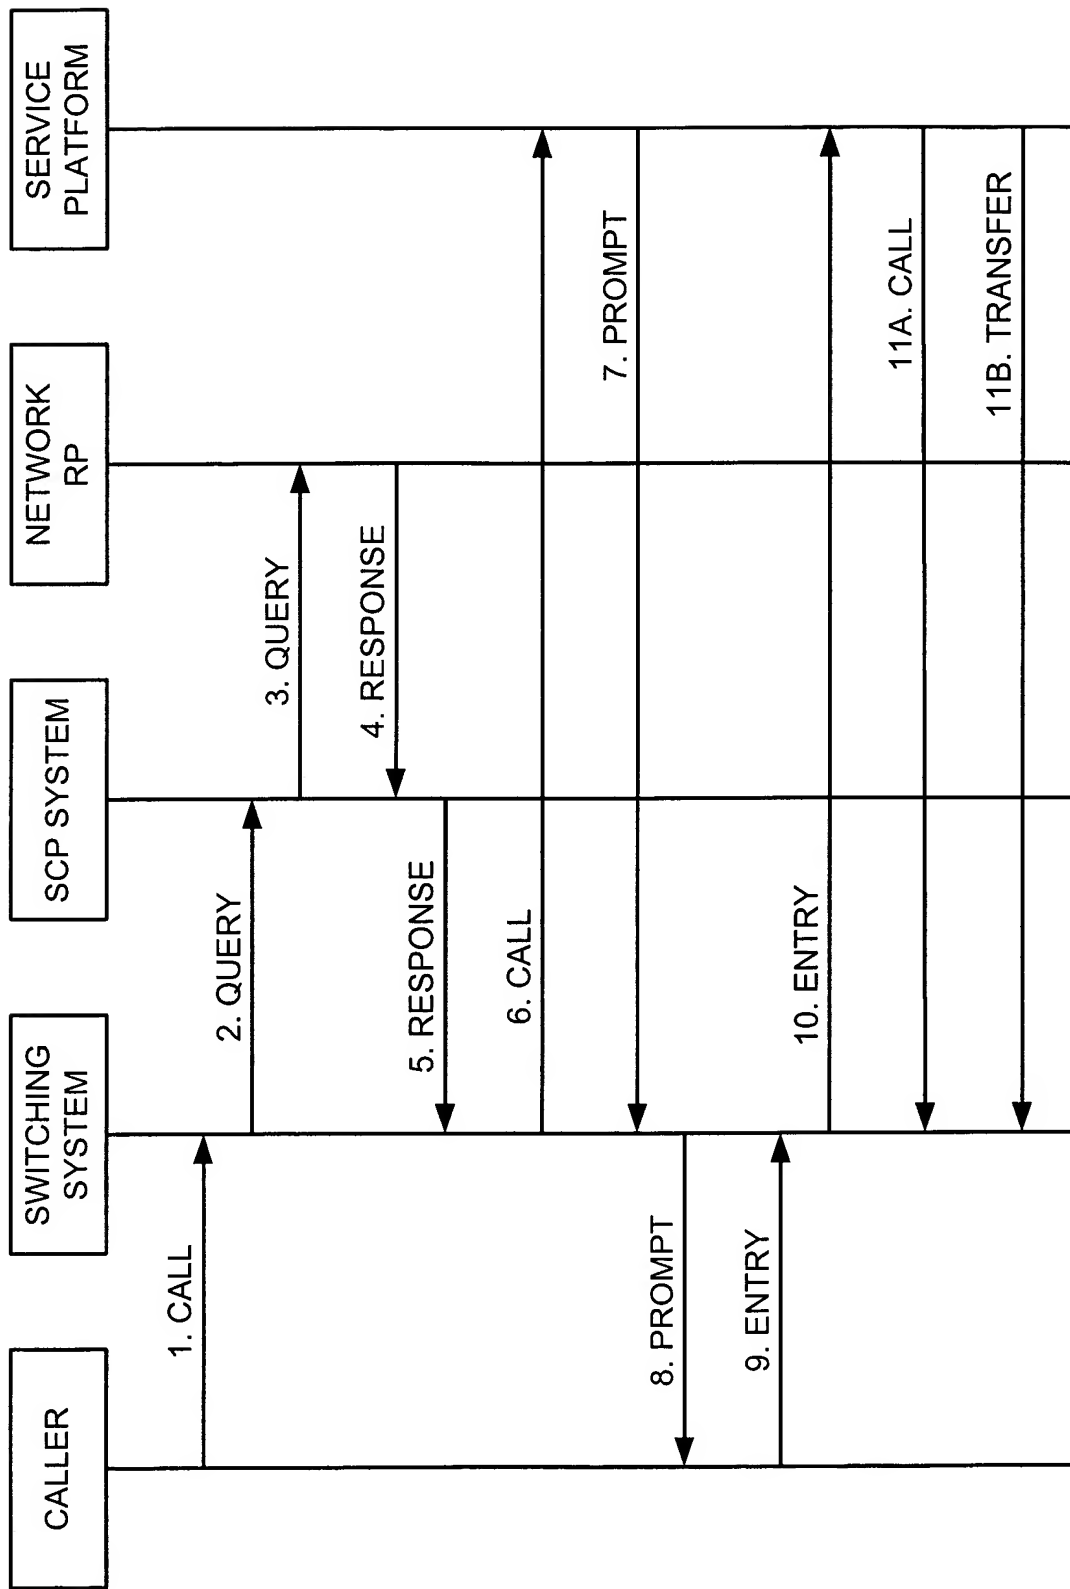 CALLER
SWITCHING
SYSTEM
SCP SYSTEM
NETWORK
RP
SERVICE
PLATFORM
1. CALL
2. QUERY
3. QUERY
4. RESPONSE
5. RESPONSE
6. CALL
7. PROMPT
8. PROMPT
9. ENTRY
10. ENTRY
11A. CALL
11B. TRANSFER